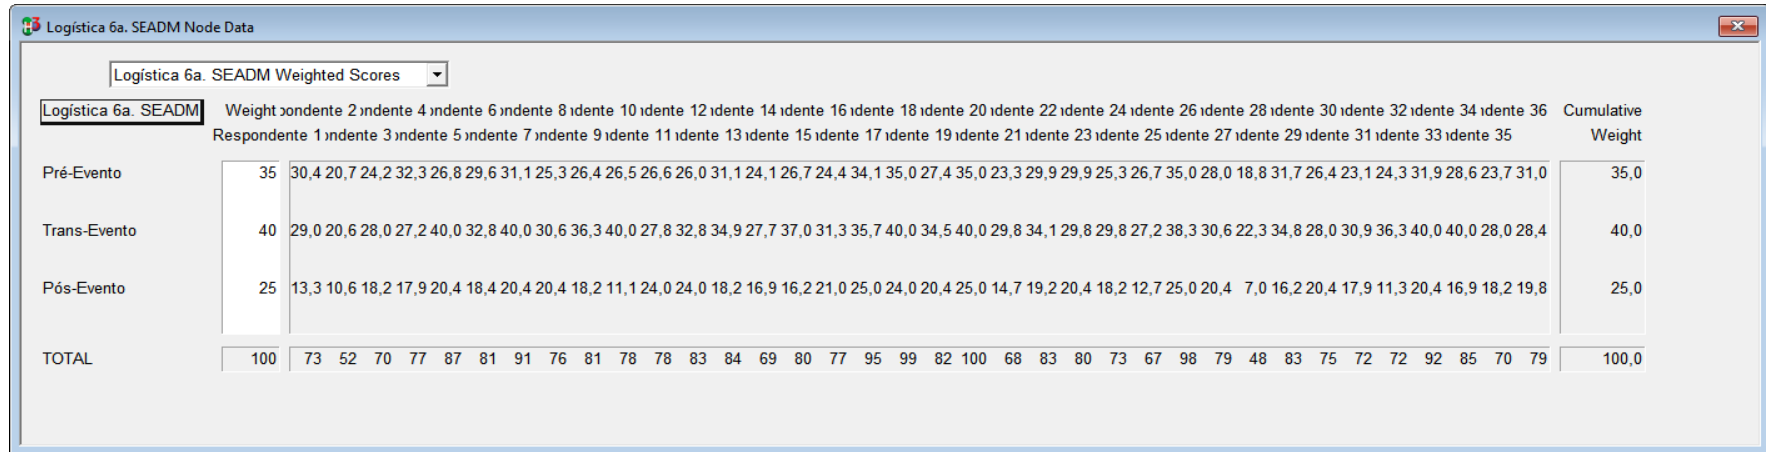 Logística 6a. SEADM Node Data
Logística 6a. SEADM Weighted Scores
Logística 6a. SEADM Weight ondente 2 ndente 4 ndente 6 ndente 8 dente 10 dente 12 dente 14 dente 16 dente 18 dente 20 dente 22 dente 24 dente 26 dente 28 dente 30 dente 32 dente 34 dente 36 Cumulative
Respondente 1 ndente 3 ndente 5 ndente 7 ndente 9 dente 11 dente 13 dente 15 dente 17 dente 19 dente 21 dente 23 dente 25 dente 27 dente 29 dente 31 dente 33 dente 35 Weight
Pré-Evento 35 30,4 20,7 24,2 32,3 26,8 29,6 31,1 25,3 26,4 26,5 26,6 26,0 31,1 24,1 26,7 24,4 34,1 35,0 27,4 35,0 23,3 29,9 29,9 25,3 26,7 35,0 28,0 18,8 31,7 26,4 23,1 24,3 31,9 28,6 23,7 31,0 35,0
Trans-Evento 40 29,0 20,6 28,0 27,2 40,0 32,8 40,0 30,6 36,3 40,0 27,8 32,8 34,9 27,7 37,0 31,3 35,7 40,0 34,5 40,0 29,8 34,1 29,8 29,8 27,2 38,3 30,6 22,3 34,8 28,0 30,9 36,3 40,0 40,0 28,0 28,4 40,0
Pós-Evento 25 13,3 10,6 18,2 17,9 20,4 18,4 20,4 20,4 18,2 11,1 24,0 24,0 18,2 16,9 16,2 21,0 25,0 24,0 20,4 25,0 14,7 19,2 20,4 18,2 12,7 25,0 20,4 7,0 16,2 20,4 17,9 11,3 20,4 16,9 18,2 19,8 25,0
TOTAL 100 73 52 70 77 87 81 91 76 81 78 78 83 84 69 80 77 95 99 82 100 68 83 80 73 67 98 79 48 83 75 72 72 92 85 70 79 100,0